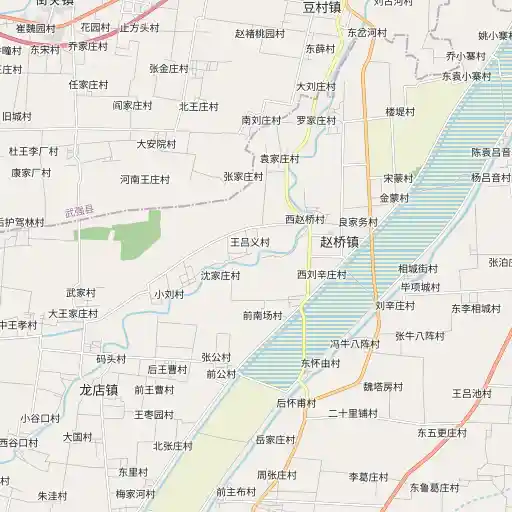 街关镇
豆村镇
刘古河村
崔魏园村
花园村
止方头村
赵褚桃园村
东岔河村
姚小寨村
东宋村
乔家庄村
东薛村
乔小寨村
任家庄村
张金庄村
大刘庄村
东袁小寨村
旧城村
阎家庄村
北王庄村
南刘庄村
罗家庄村
楼堤村
杜王李厂村
大安院村
袁家庄村
陈袁吕音
康家厂村
河南王庄村
张家庄村
宋蒙村
杨吕音村
金蒙村
武强县
后护驾林村
西赵桥村
良家务村
王吕义村
赵桥镇
沈家庄村
西刘辛庄村
相城街村
张泊庄
武家村
小刘村
毕项城村
大王家庄村
前南场村
刘辛庄村
东李相城村
中王孝村
张牛八阵村
码头村
张公村
冯牛八阵村
后王曹村
前公村
东怀由村
龙店镇
前王曹村
魏塔房村
王吕池村
王枣园村
后怀甫村
小谷口村
二十里铺村
大国村
北张庄村
岳家庄村
东五更庄村
西谷口村
东里村
周张庄村
李葛庄村
朱洼村
梅家河村
前主布村
东鲁葛庄村